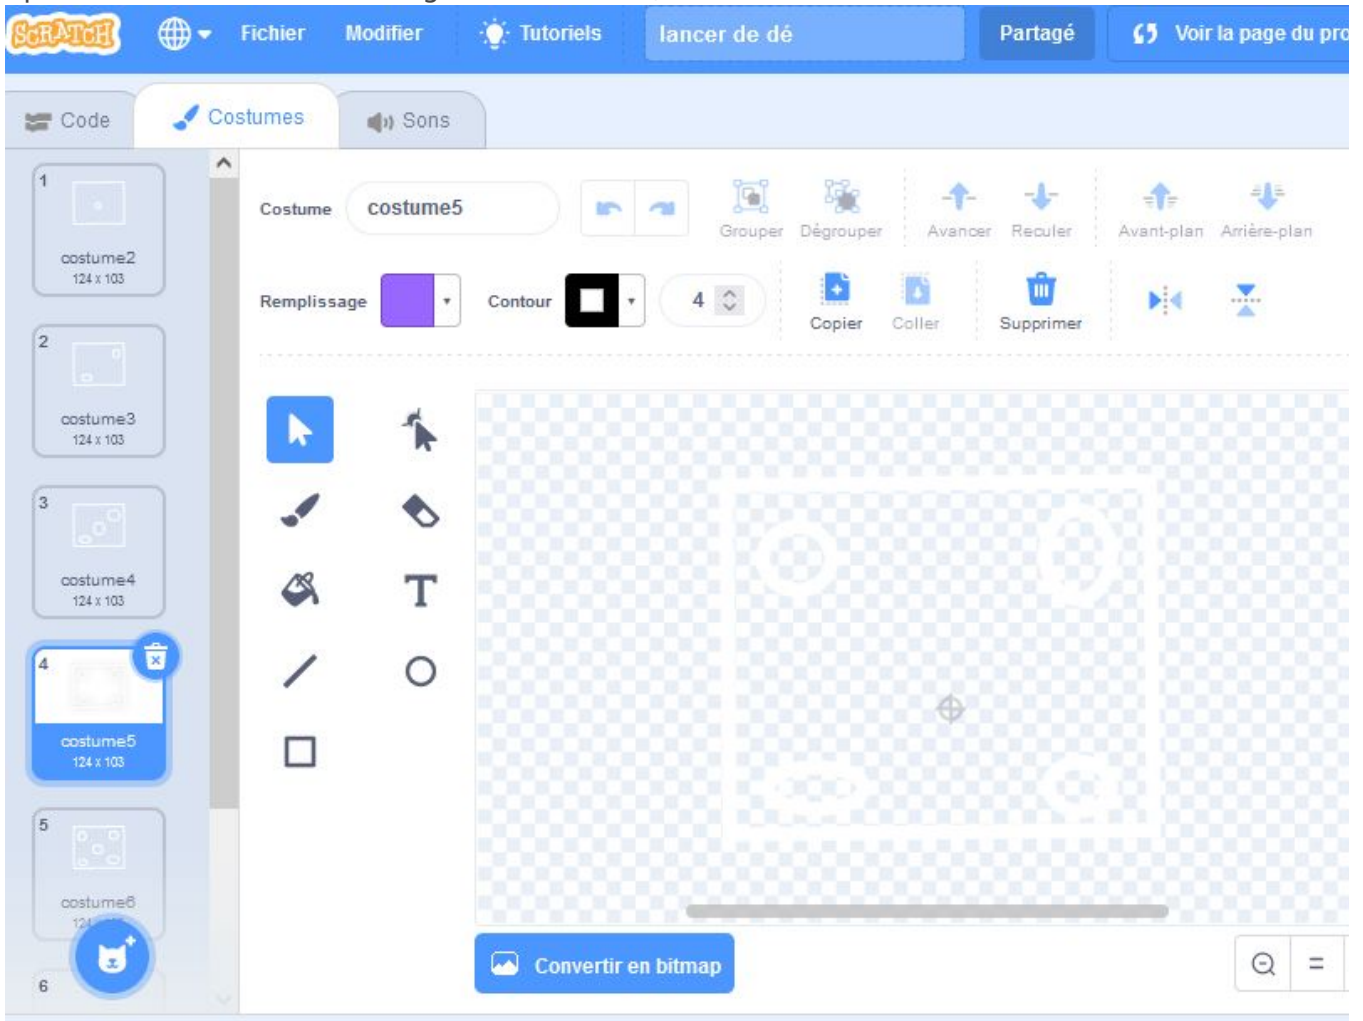 SCRATCH Fichier Modifier Tutoriels lancer de dé Partagé Voir la page du pro
Code Costumes Sons
1
costume2
124 x 103
2
costume3
124 x 103
3
costume4
124 x 103
4
costume5
124 x 103
5
costume6
6
Costume costume5 Grouper Dégrouper Avancer Reculer Avant-plan Arrière-plan
Remplissage Contour 4 Copier Coller Supprimer
T
Convertir en bitmap
=